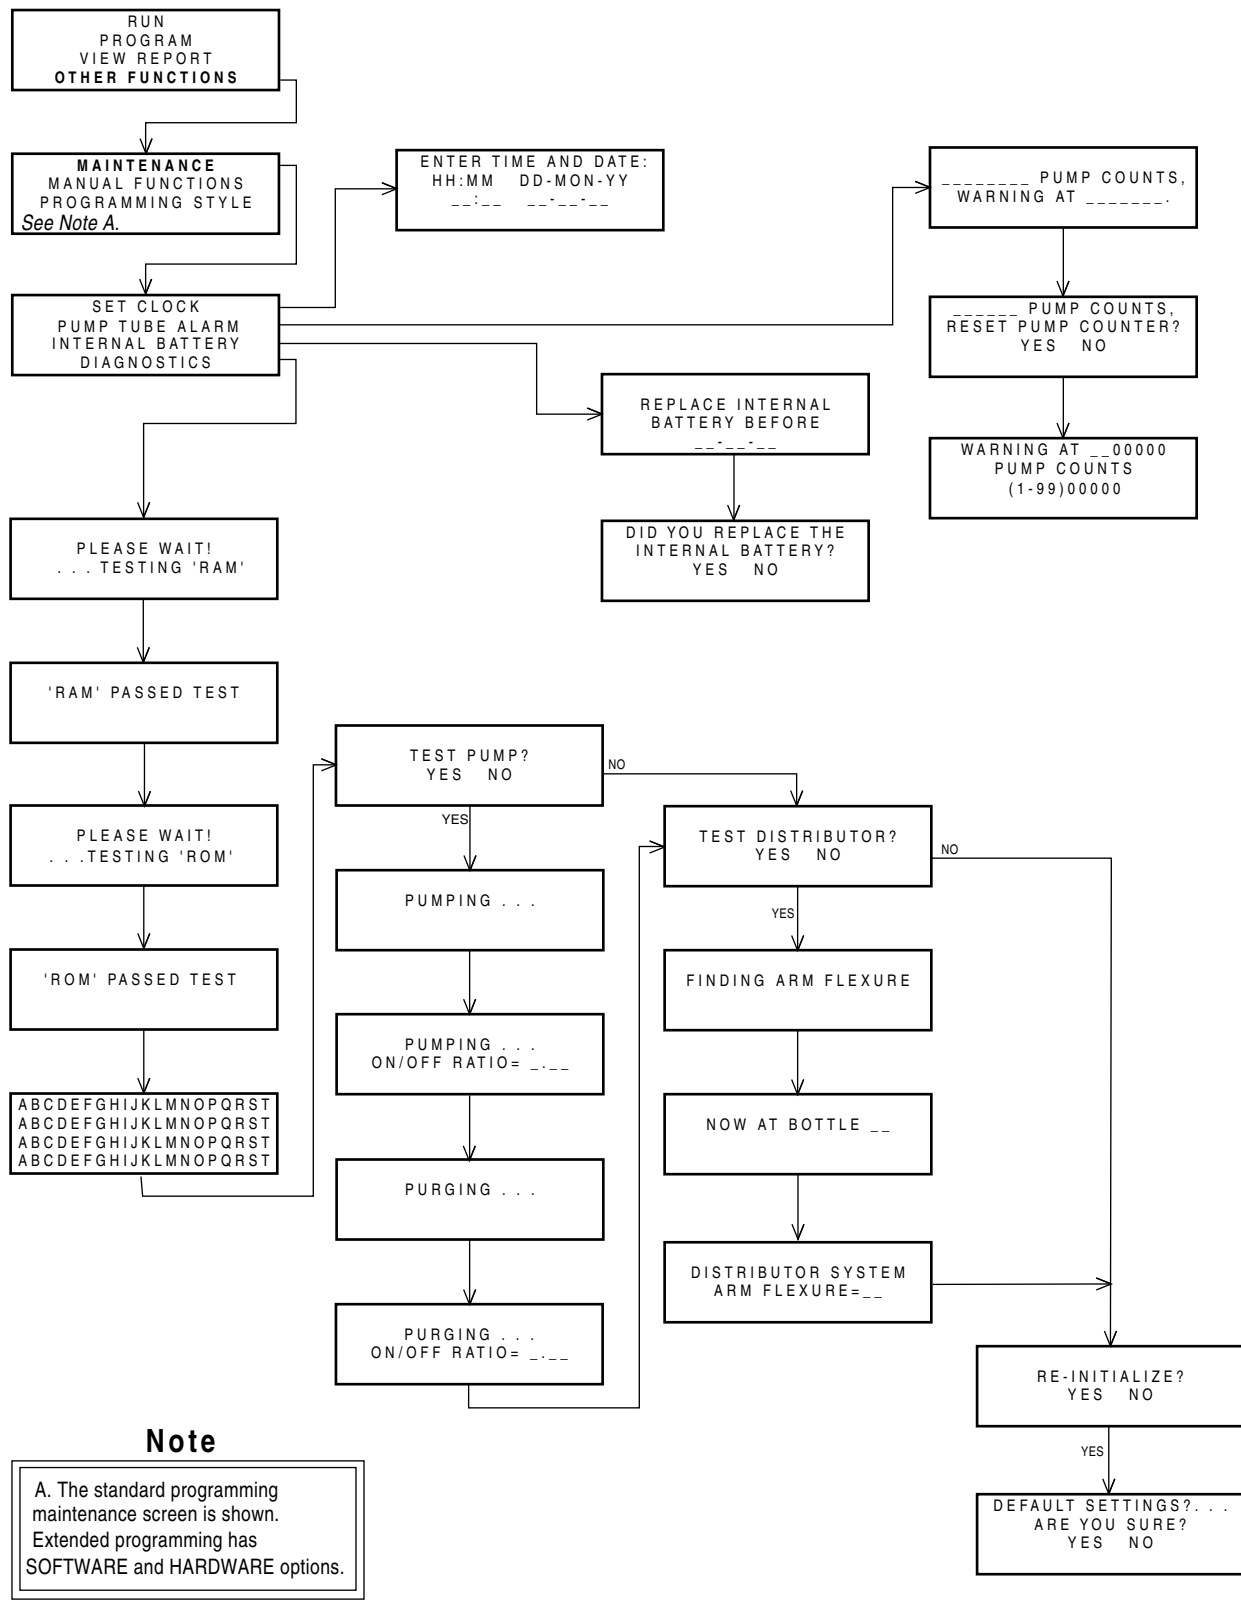 RUN
PROGRAM
VIEW REPORT
OTHER FUNCTIONS
MAINTENANCE
MANUAL FUNCTIONS
PROGRAMMING STYLE
See Note A.
ENTER TIME AND DATE:
HH:MM DD-MON-YY
__:__ __-__-__
________ PUMP COUNTS,
WARNING AT _______.
SET CLOCK
PUMP TUBE ALARM
INTERNAL BATTERY
DIAGNOSTICS
______ PUMP COUNTS,
RESET PUMP COUNTER?
YES NO
REPLACE INTERNAL
BATTERY BEFORE
__-__-__
WARNING AT __00000
PUMP COUNTS
(1-99)00000
DID YOU REPLACE THE
INTERNAL BATTERY?
YES NO
PLEASE WAIT!
. . . TESTING 'RAM'
'RAM' PASSED TEST
PLEASE WAIT!
. . .TESTING 'ROM'
'ROM' PASSED TEST
ABCDEFGHIJKLMNOPQRST
ABCDEFGHIJKLMNOPQRST
ABCDEFGHIJKLMNOPQRST
ABCDEFGHIJKLMNOPQRST
TEST PUMP?
YES NO
NO
YES
PUMPING . . .
PUMPING . . .
ON/OFF RATIO= _.__
PURGING . . .
PURGING . . .
ON/OFF RATIO= _.__
TEST DISTRIBUTOR?
YES NO
NO
YES
FINDING ARM FLEXURE
NOW AT BOTTLE __
DISTRIBUTOR SYSTEM
ARM FLEXURE=__
RE-INITIALIZE?
YES NO
YES
DEFAULT SETTINGS?. . .
ARE YOU SURE?
YES NO
Note
A. The standard programming
maintenance screen is shown.
Extended programming has
SOFTWARE and HARDWARE options.